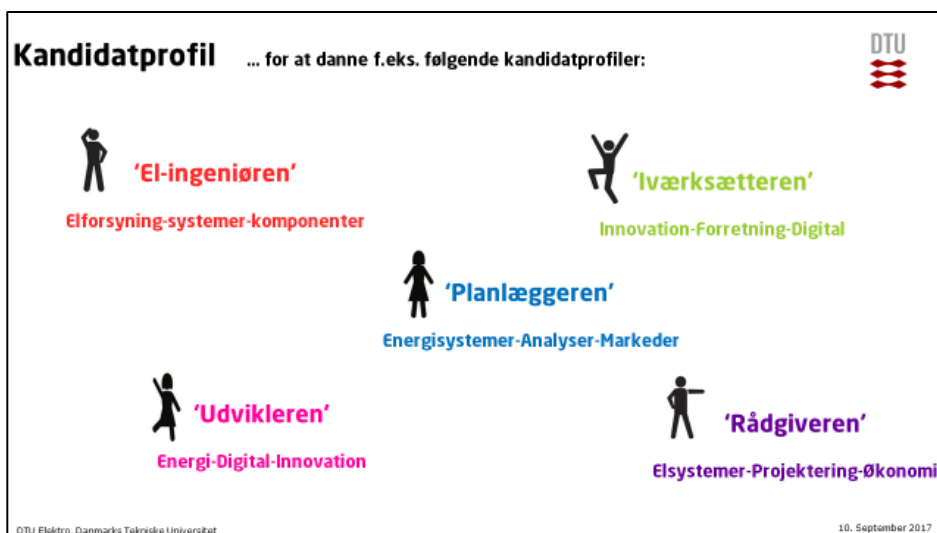 Kandidatprofil ... for at danne f.eks. følgende kandidatprofiler:
DTU
‘El-ingeniøren’
Elforsyning-systemer-komponenter
‘Iværksætteren’
Innovation-Forretning-Digital
‘Planlæggeren’
Energisystemer-Analyser-Markeder
‘Udvikleren’
Energi-Digital-Innovation
‘Rådgiveren’
Elsystemer-Projektering-Økonomi
DTU Elektro, Danmarks Tekniske Universitet
10. September 2017